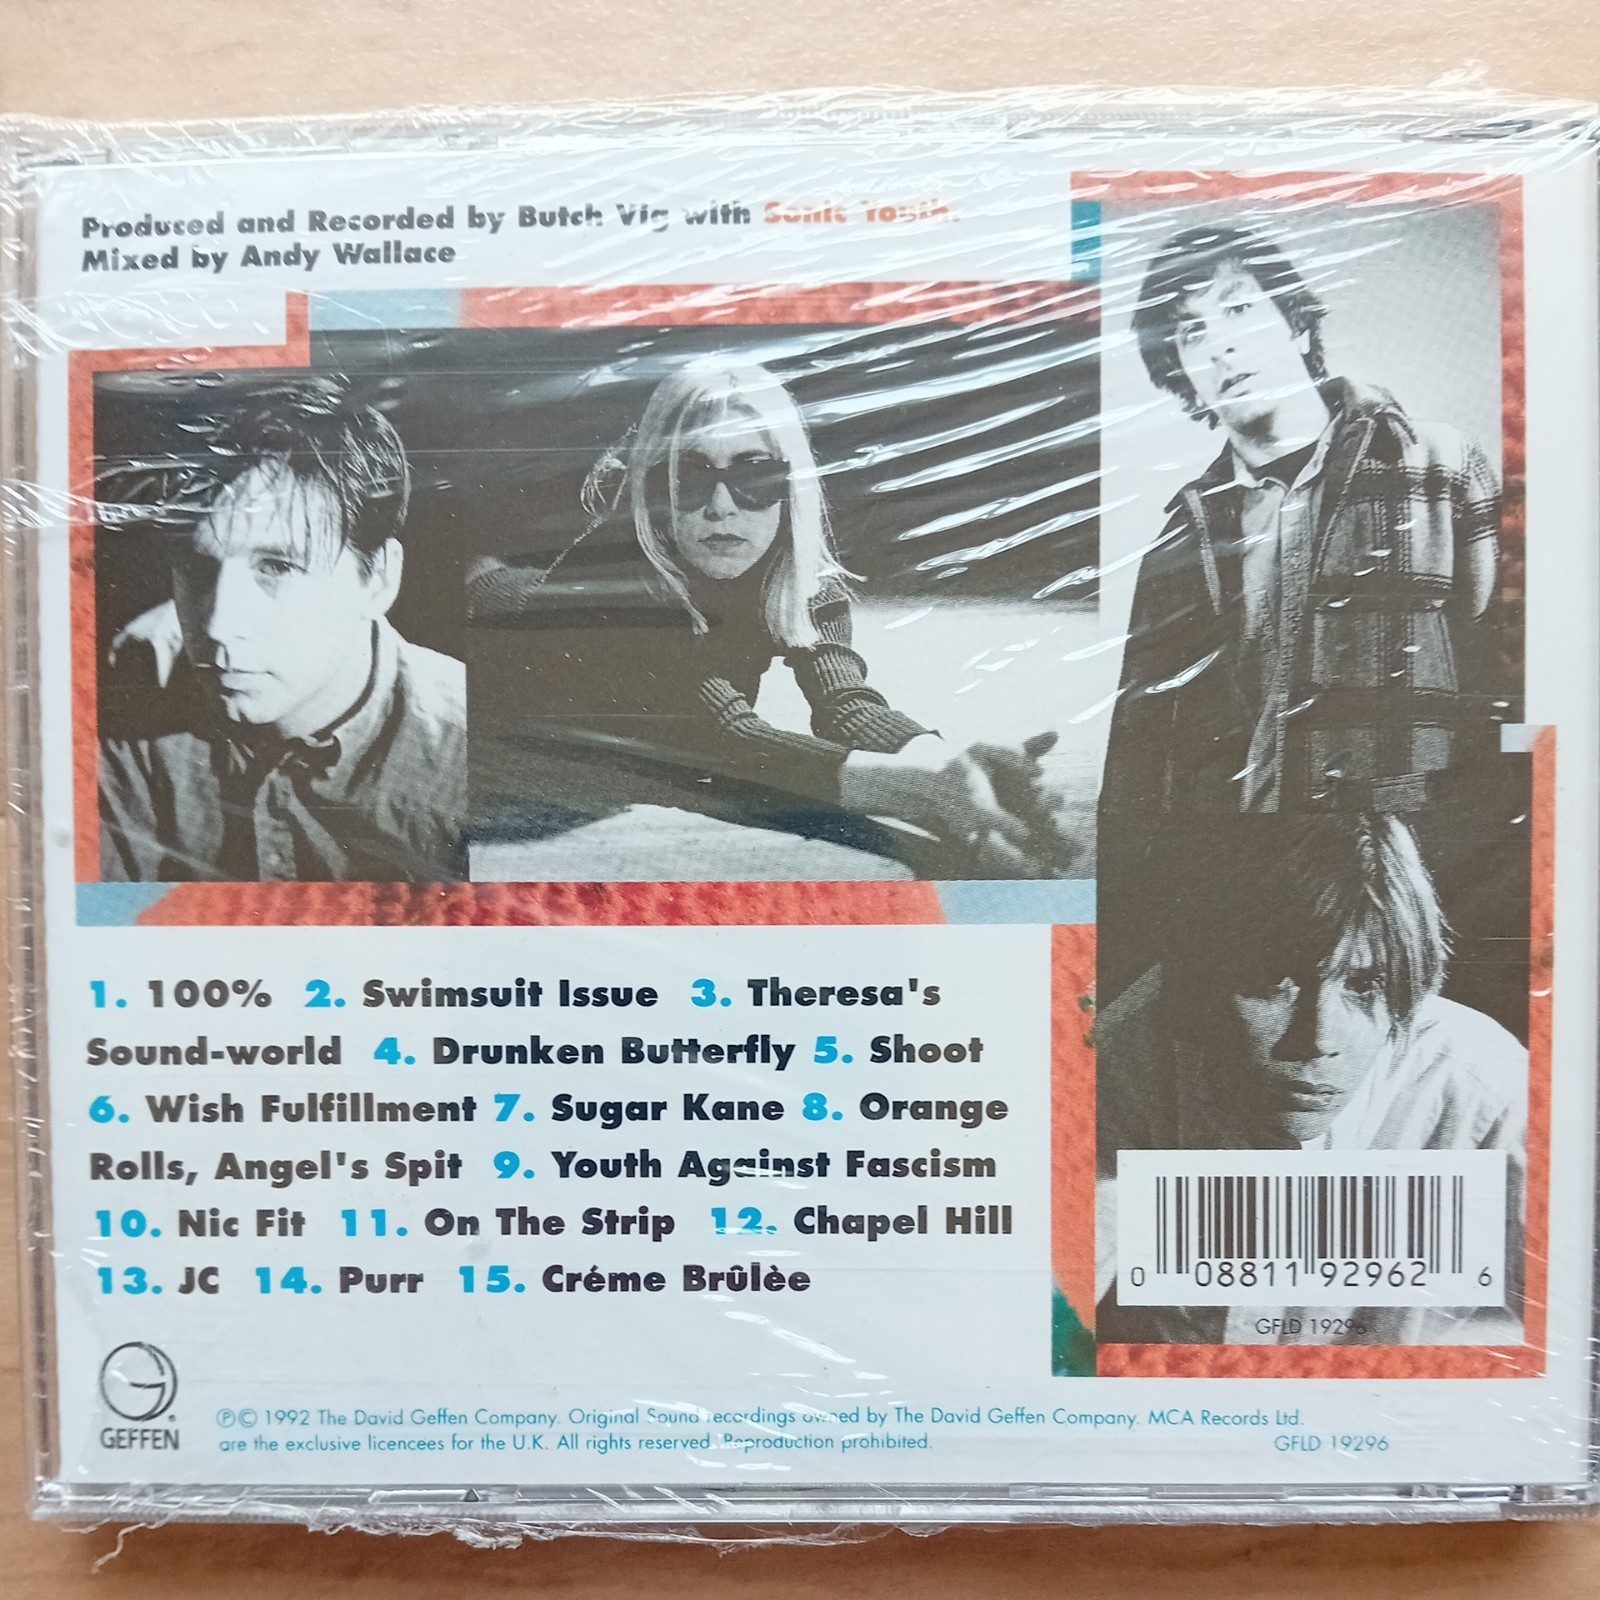 Produced and Recorded by Butch Vig with Sonic Youth.
Mixed by Andy Wallace
1. 100% 2. Swimsuit Issue 3. Theresa's
Sound-world 4. Drunken Butterfly 5. Shoot
6. Wish Fulfillment 7. Sugar Kane 8. Orange
Rolls, Angel's Spit 9. Youth Against Fascism
10. Nic Fit 11. On The Strip 12. Chapel Hill
13. JC 14. Purr 15. Créme Brûlèe
0 08811 92962 6
GFLD 19296
GEFFEN
℗© 1992 The David Geffen Company. Original Sound recordings owned by The David Geffen Company. MCA Records Ltd.
are the exclusive licencees for the U.K. All rights reserved. Reproduction prohibited.
GFLD 19296